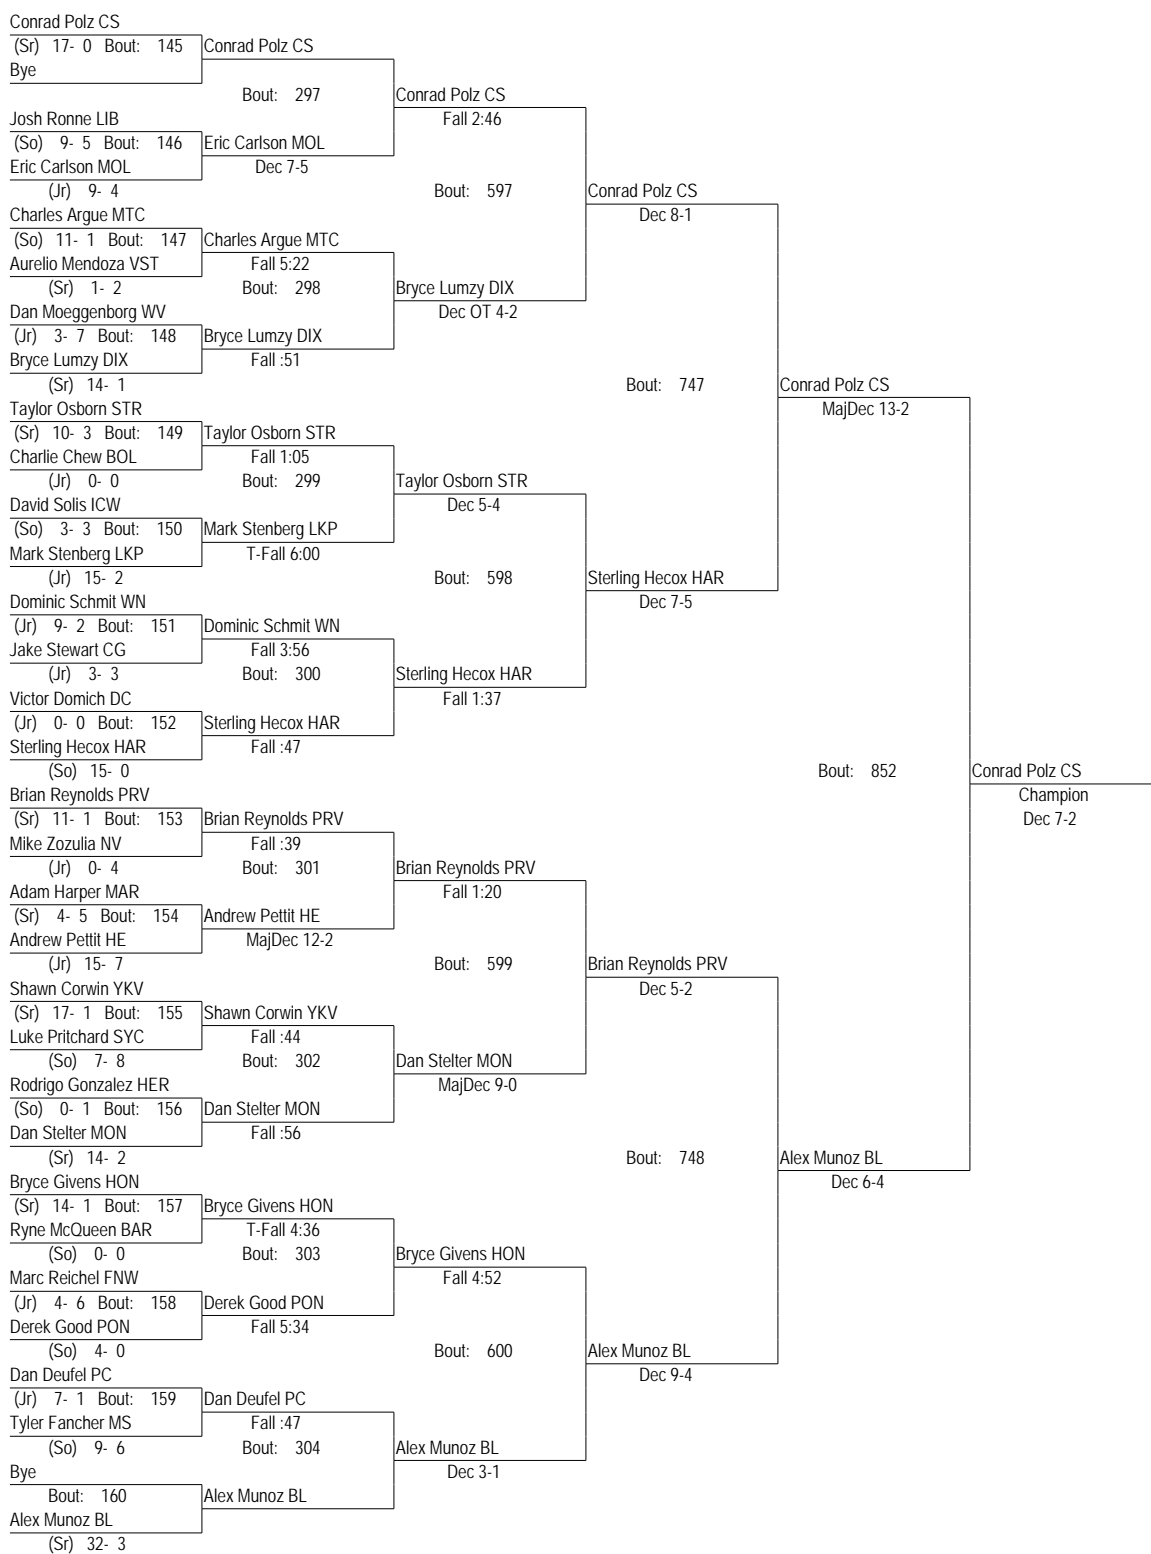 Conrad Polz CS
(Sr) 17- 0 Bout: 145 Conrad Polz CS
Bye
Bout: 297 Conrad Polz CS
Josh Ronne LIB Fall 2:46
(So) 9- 5 Bout: 146 Eric Carlson MOL
Eric Carlson MOL Dec 7-5
(Jr) 9- 4 Bout: 597 Conrad Polz CS
Charles Argue MTC Dec 8-1
(So) 11- 1 Bout: 147 Charles Argue MTC
Aurelio Mendoza VST Fall 5:22
(Sr) 1- 2 Bout: 298 Bryce Lumzy DIX
Dan Moeggenborg WV Dec OT 4-2
(Jr) 3- 7 Bout: 148 Bryce Lumzy DIX
Bryce Lumzy DIX Fall :51
(Sr) 14- 1 Bout: 747 Conrad Polz CS
Taylor Osborn STR MajDec 13-2
(Sr) 10- 3 Bout: 149 Taylor Osborn STR
Charlie Chew BOL Fall 1:05
(Jr) 0- 0 Bout: 299 Taylor Osborn STR
David Solis ICW Dec 5-4
(So) 3- 3 Bout: 150 Mark Stenberg LKP
Mark Stenberg LKP T-Fall 6:00
(Jr) 15- 2 Bout: 598 Sterling Hecox HAR
Dominic Schmit WN Dec 7-5
(Jr) 9- 2 Bout: 151 Dominic Schmit WN
Jake Stewart CG Fall 3:56
(Jr) 3- 3 Bout: 300 Sterling Hecox HAR
Victor Domich DC Fall 1:37
(Jr) 0- 0 Bout: 152 Sterling Hecox HAR
Sterling Hecox HAR Fall :47
(So) 15- 0 Bout: 852 Conrad Polz CS
Brian Reynolds PRV Champion
(Sr) 11- 1 Bout: 153 Brian Reynolds PRV Dec 7-2
Mike Zozulia NV Fall :39
(Jr) 0- 4 Bout: 301 Brian Reynolds PRV
Adam Harper MAR Fall 1:20
(Sr) 4- 5 Bout: 154 Andrew Pettit HE
Andrew Pettit HE MajDec 12-2
(Jr) 15- 7 Bout: 599 Brian Reynolds PRV
Shawn Corwin YKV Dec 5-2
(Sr) 17- 1 Bout: 155 Shawn Corwin YKV
Luke Pritchard SYC Fall :44
(So) 7- 8 Bout: 302 Dan Stelter MON
Rodrigo Gonzalez HER MajDec 9-0
(So) 0- 1 Bout: 156 Dan Stelter MON
Dan Stelter MON Fall :56
(Sr) 14- 2 Bout: 748 Alex Munoz BL
Bryce Givens HON Dec 6-4
(Sr) 14- 1 Bout: 157 Bryce Givens HON
Ryne McQueen BAR T-Fall 4:36
(So) 0- 0 Bout: 303 Bryce Givens HON
Marc Reichel FNW Fall 4:52
(Jr) 4- 6 Bout: 158 Derek Good PON
Derek Good PON Fall 5:34
(So) 4- 0 Bout: 600 Alex Munoz BL
Dan Deufel PC Dec 9-4
(Jr) 7- 1 Bout: 159 Dan Deufel PC
Tyler Fancher MS Fall :47
(So) 9- 6 Bout: 304 Alex Munoz BL
Bye Dec 3-1
Bout: 160 Alex Munoz BL
Alex Munoz BL
(Sr) 32- 3